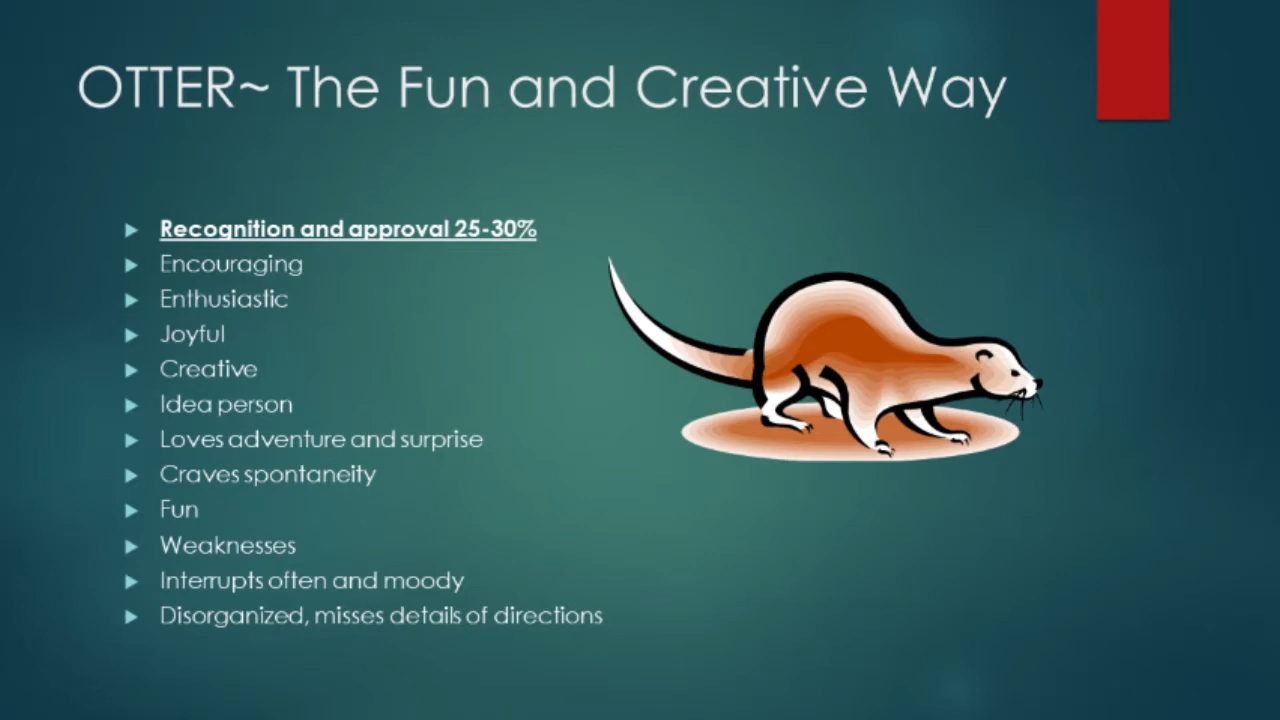 OTTER~ The Fun and Creative Way
Recognition and approval 25-30%
Encouraging
Enthusiastic
Joyful
Creative
Idea person
Loves adventure and surprise
Craves spontaneity
Fun
Weaknesses
Interrupts often and moody
Disorganized, misses details of directions